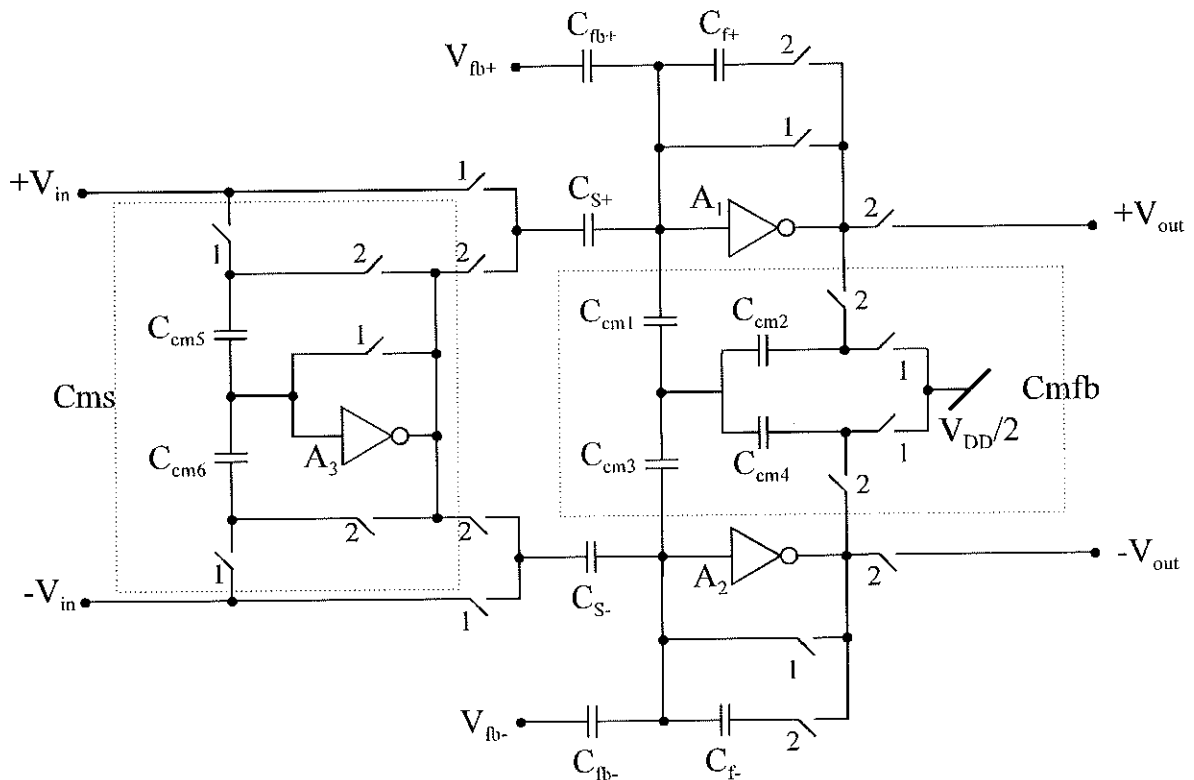 C_fb+
C_f+
2
V_fb+
1
+V_in
1
C_S+
A_1
2
+V_out
1
2
2
C_cm5
C_cm1
C_cm2
2
1
1
Cms
Cmfb
V_DD/2
C_cm6
A_3
C_cm3
C_cm4
1
2
2
2
1
A_2
2
-V_out
-V_in
1
C_S-
1
V_fb-
C_fb-
C_f-
2